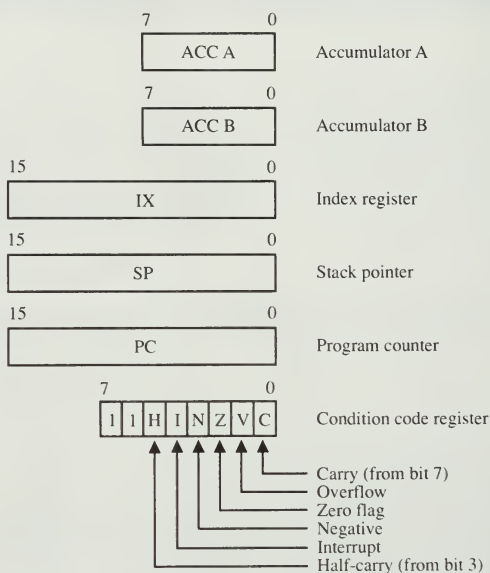 7 0
ACC A Accumulator A
7 0
ACC B Accumulator B
15 0
IX Index register
15 0
SP Stack pointer
15 0
PC Program counter
7 0
1 1 H I N Z V C Condition code register
Carry (from bit 7)
Overflow
Zero flag
Negative
Interrupt
Half-carry (from bit 3)